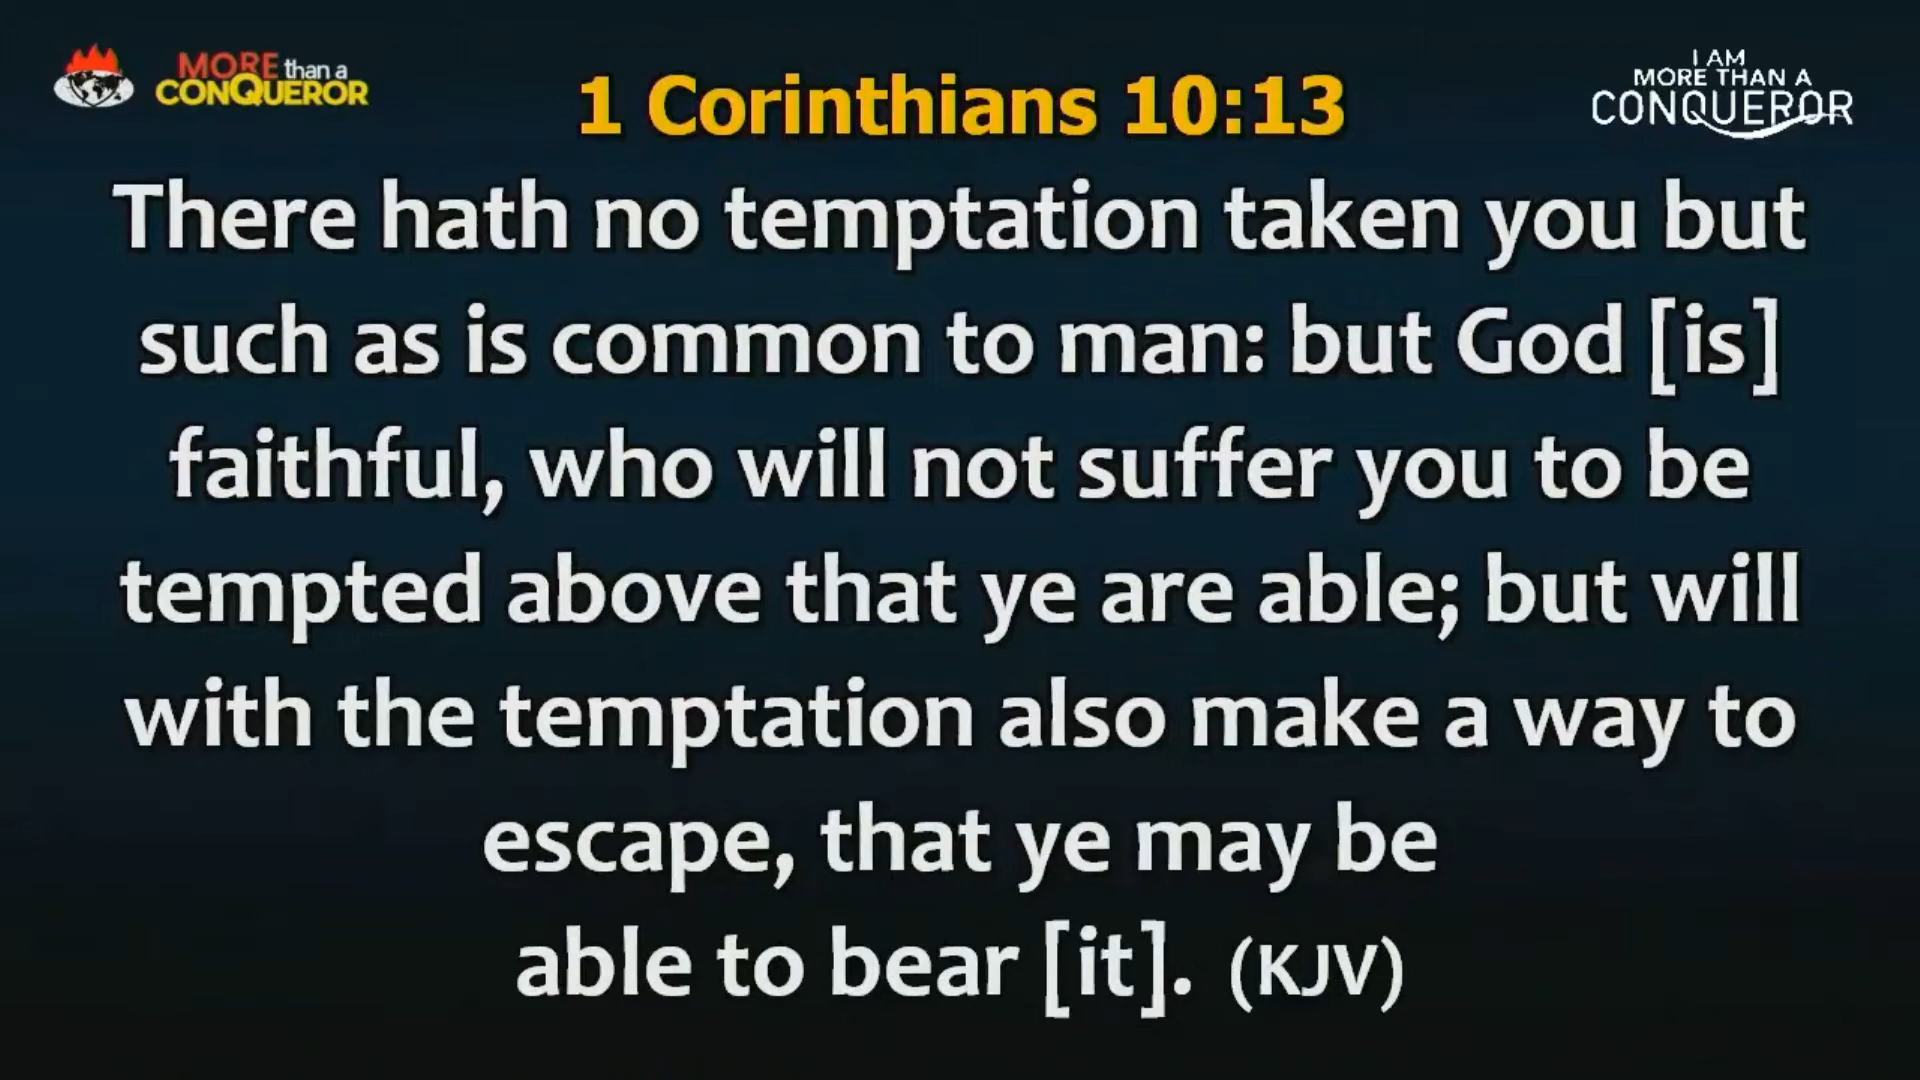 MORE than a
CONQUEROR
I AM
MORE THAN A
CONQUEROR
1 Corinthians 10:13
There hath no temptation taken you but
such as is common to man: but God [is]
faithful, who will not suffer you to be
tempted above that ye are able; but will
with the temptation also make a way to
escape, that ye may be
able to bear [it]. (KJV)